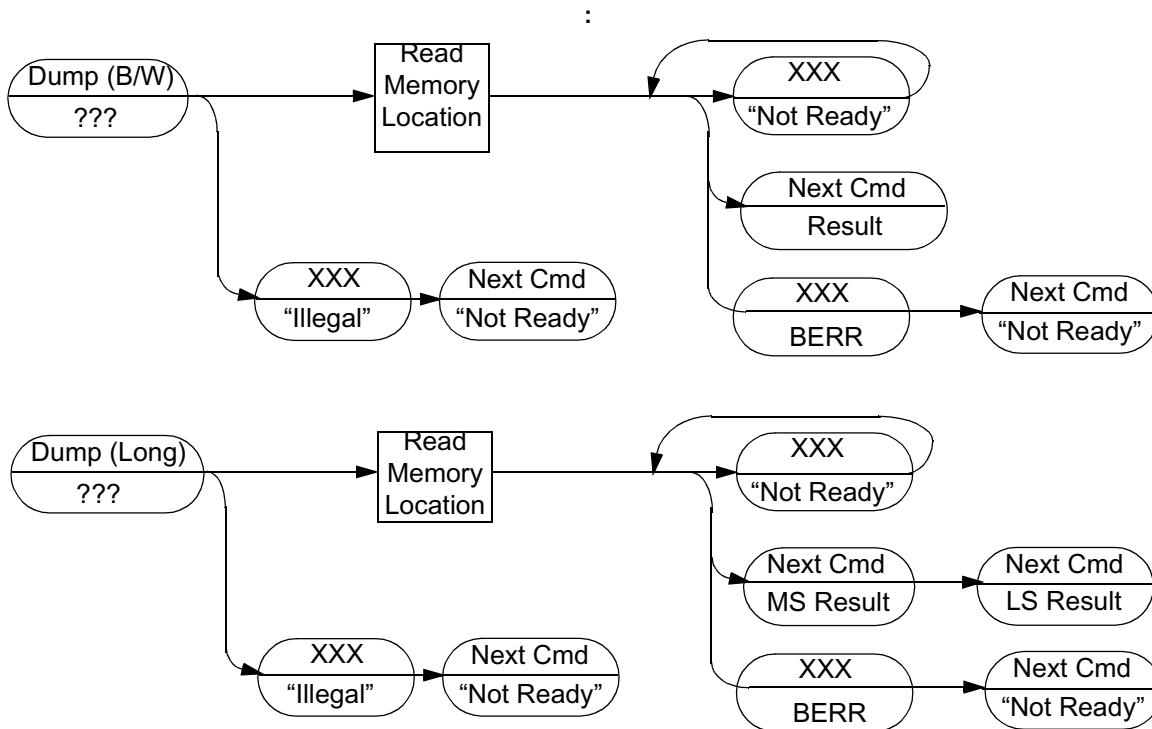 :
Dump (B/W)
???
Read
Memory
Location
XXX
“Not Ready”
Next Cmd
Result
XXX
“Illegal”
Next Cmd
“Not Ready”
XXX
BERR
Next Cmd
“Not Ready”
Dump (Long)
???
Read
Memory
Location
XXX
“Not Ready”
Next Cmd
MS Result
Next Cmd
LS Result
XXX
“Illegal”
Next Cmd
“Not Ready”
XXX
BERR
Next Cmd
“Not Ready”